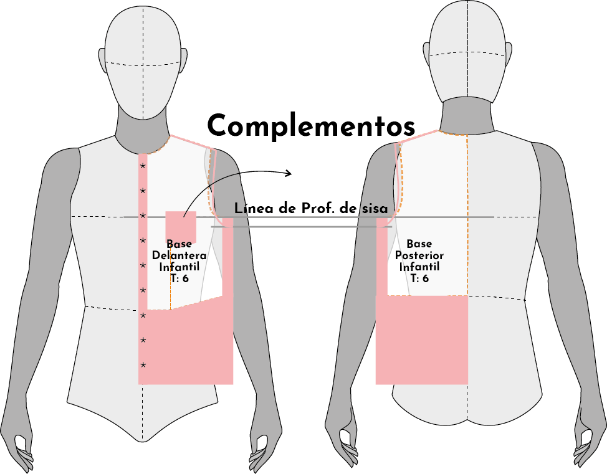 Complementos
Línea de Prof. de sisa
Base
Delantera
Infantil
T: 6
Base
Posterior
Infantil
T: 6